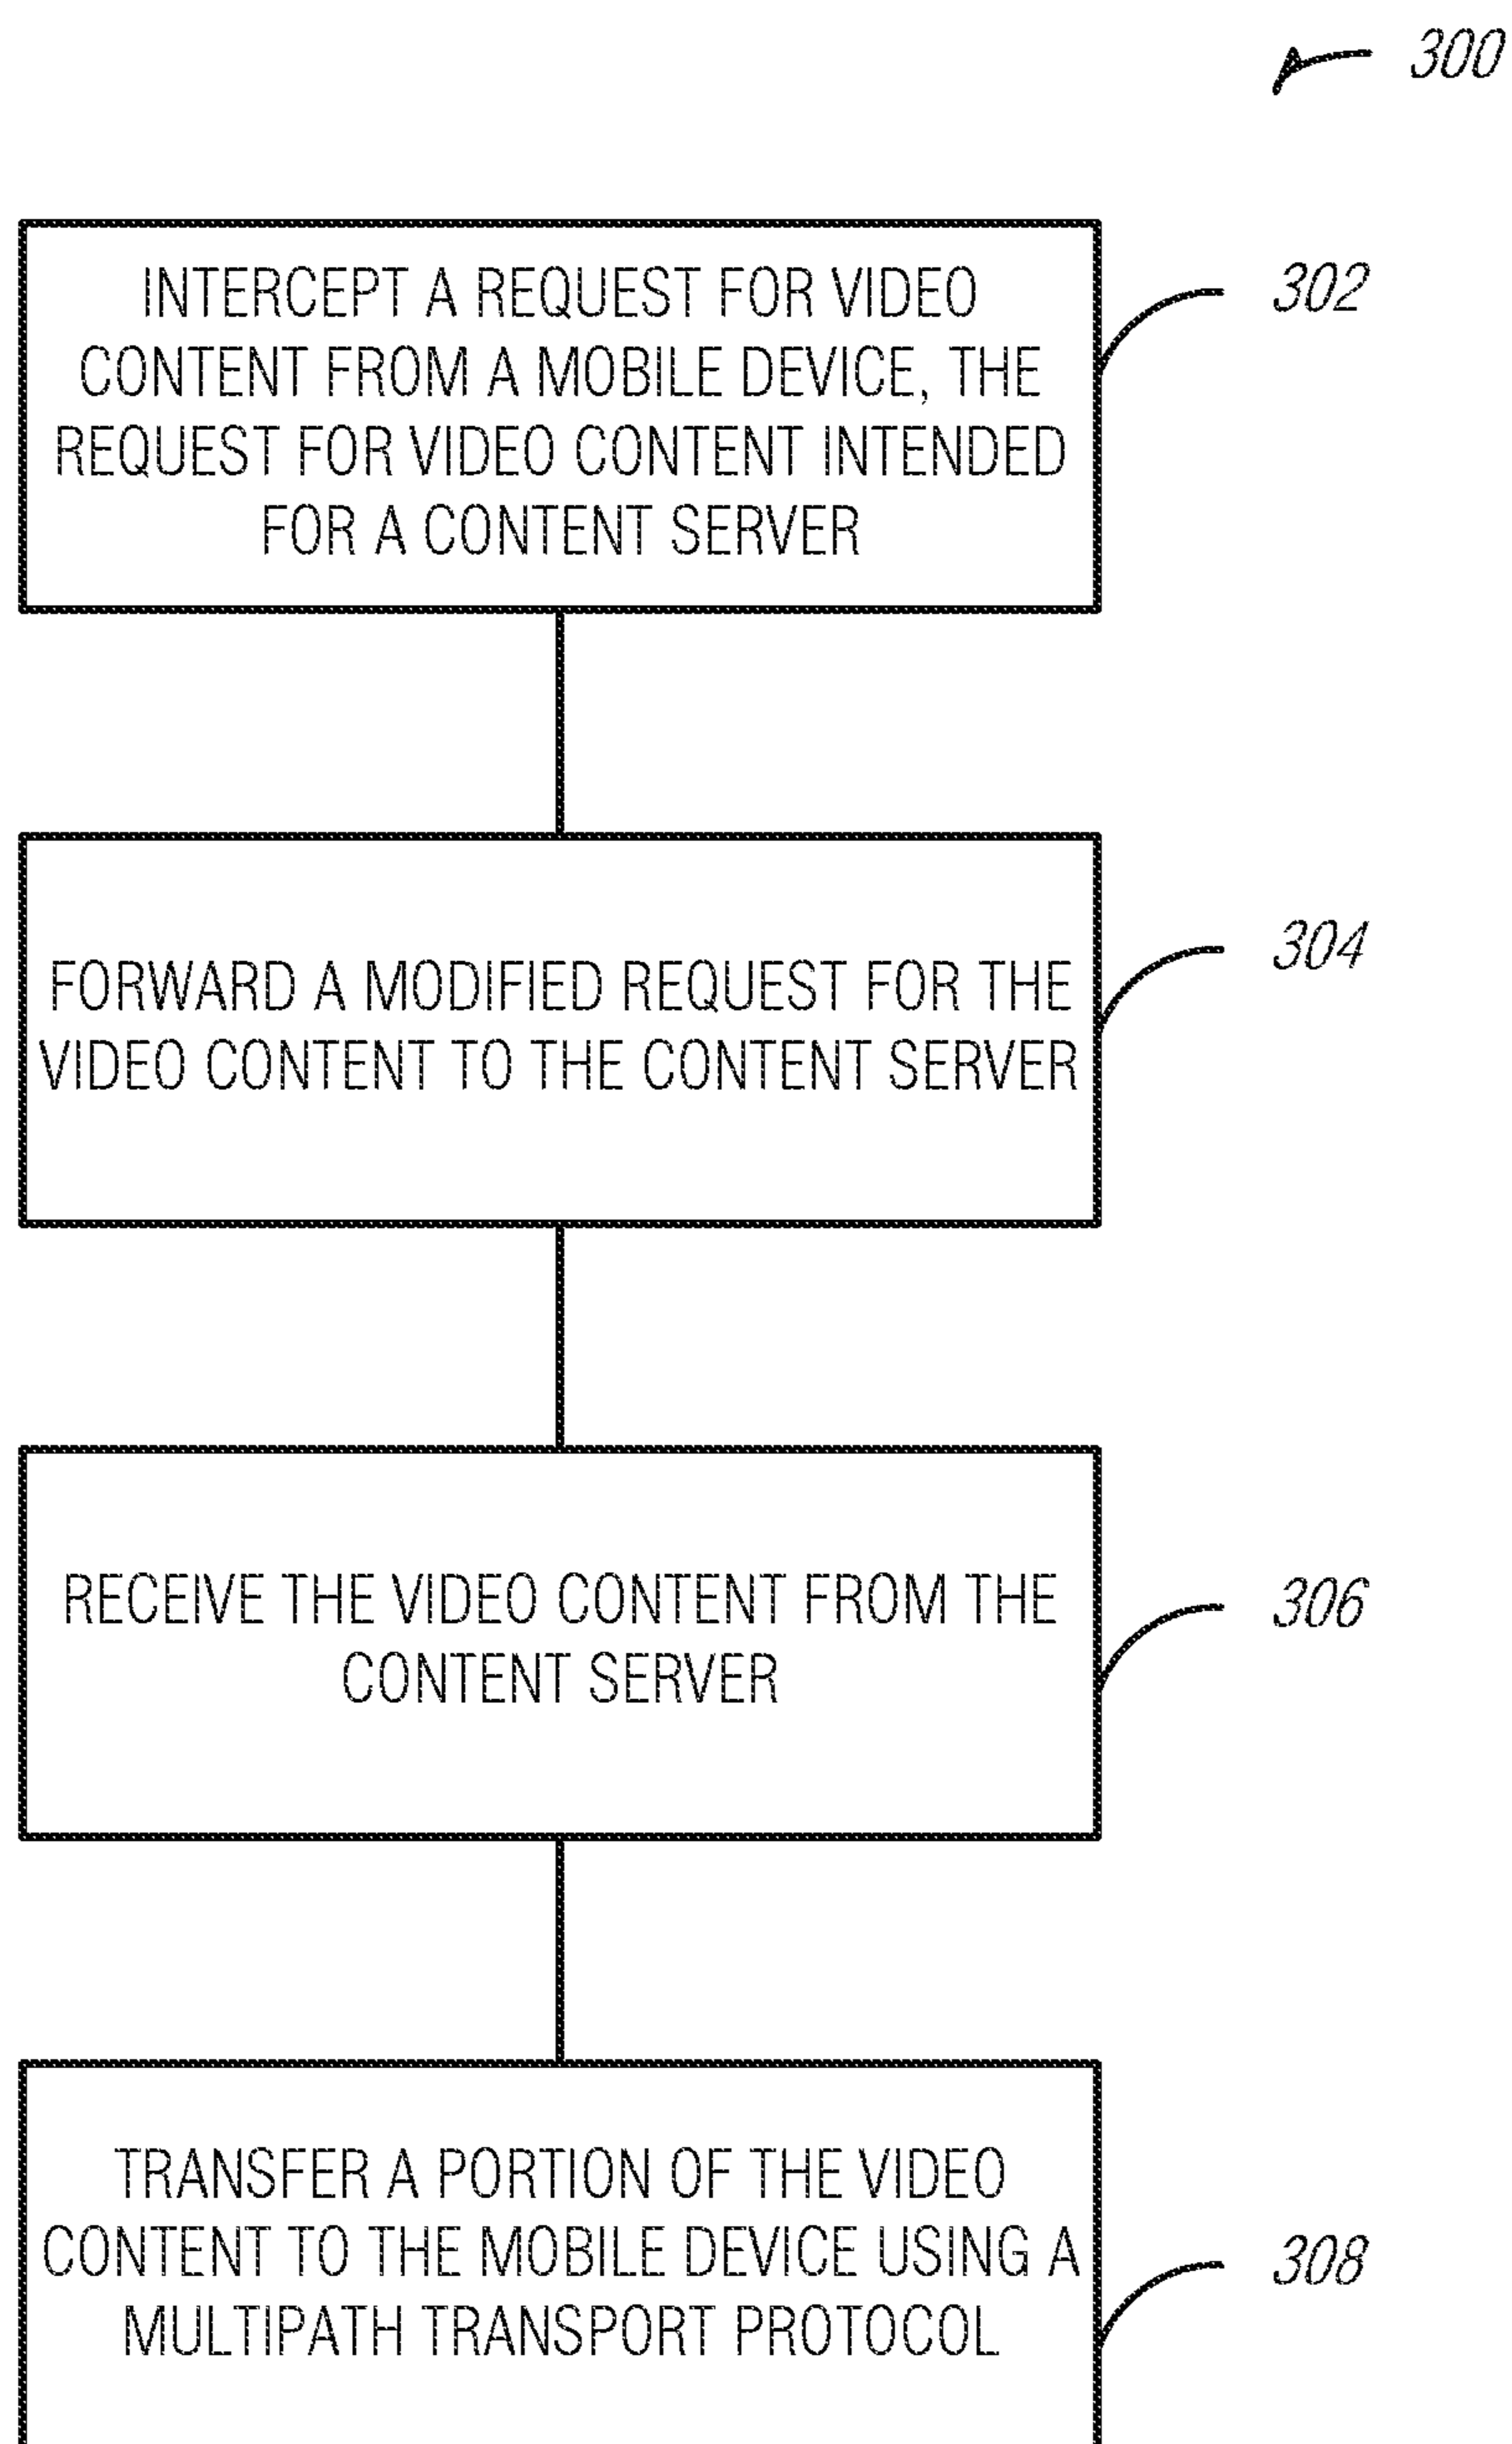 300
INTERCEPT A REQUEST FOR VIDEO
CONTENT FROM A MOBILE DEVICE, THE
REQUEST FOR VIDEO CONTENT INTENDED
FOR A CONTENT SERVER
302
FORWARD A MODIFIED REQUEST FOR THE
VIDEO CONTENT TO THE CONTENT SERVER
304
RECEIVE THE VIDEO CONTENT FROM THE
CONTENT SERVER
306
TRANSFER A PORTION OF THE VIDEO
CONTENT TO THE MOBILE DEVICE USING A
MULTIPATH TRANSPORT PROTOCOL
308